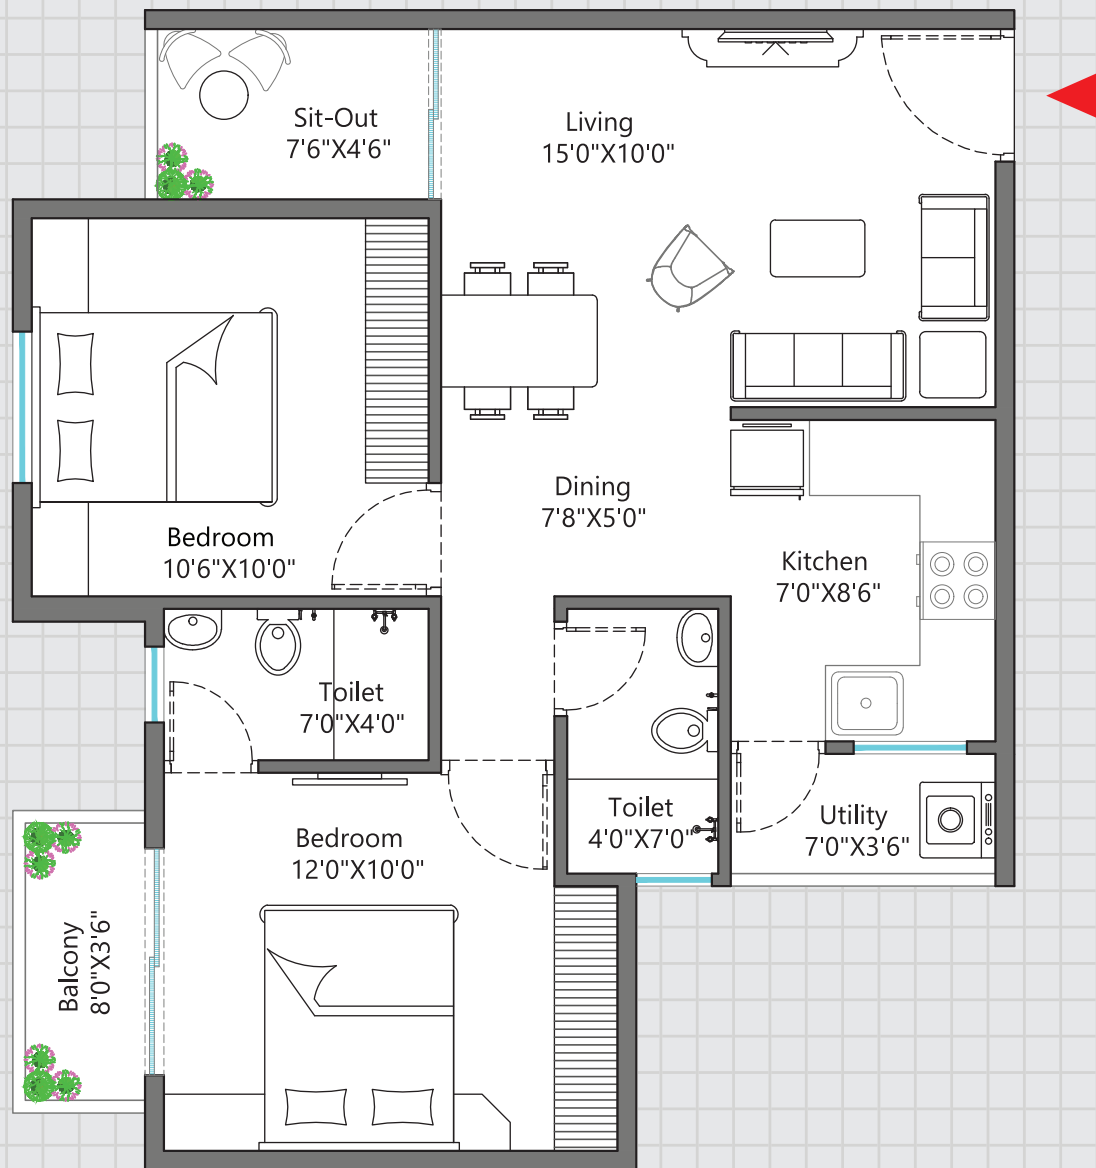 Sit-Out
7'6"X4'6"
Living
15'0"X10'0"
Dining
7'8"X5'0"
Bedroom
10'6"X10'0"
Kitchen
7'0"X8'6"
Toilet
7'0"X4'0"
Toilet
4'0"X7'0"
Utility
7'0"X3'6"
Bedroom
12'0"X10'0"
Balcony
8'0"X3'6"